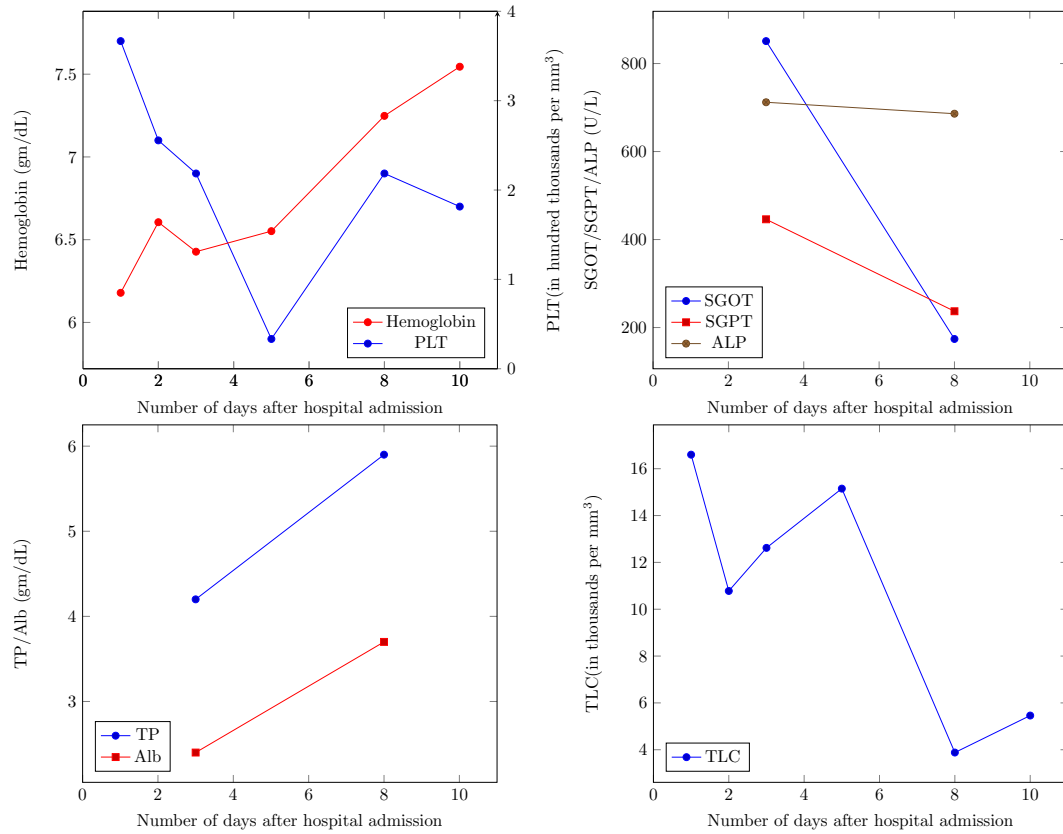 Hemoglobin (gm/dL)
7.5
7
6.5
6
0
2
4
6
8
10
Number of days after hospital admission
Hemoglobin
PLT
4
3
2
1
0
PLT(in hundred thousands per mm³)
SGOT/SGPT/ALP (U/L)
800
600
400
200
0
2
4
6
8
10
Number of days after hospital admission
SGOT
SGPT
ALP
TP/Alb (gm/dL)
6
5
4
3
0
2
4
6
8
10
Number of days after hospital admission
TP
Alb
TLC(in thousands per mm³)
16
14
12
10
8
6
4
0
2
4
6
8
10
Number of days after hospital admission
TLC